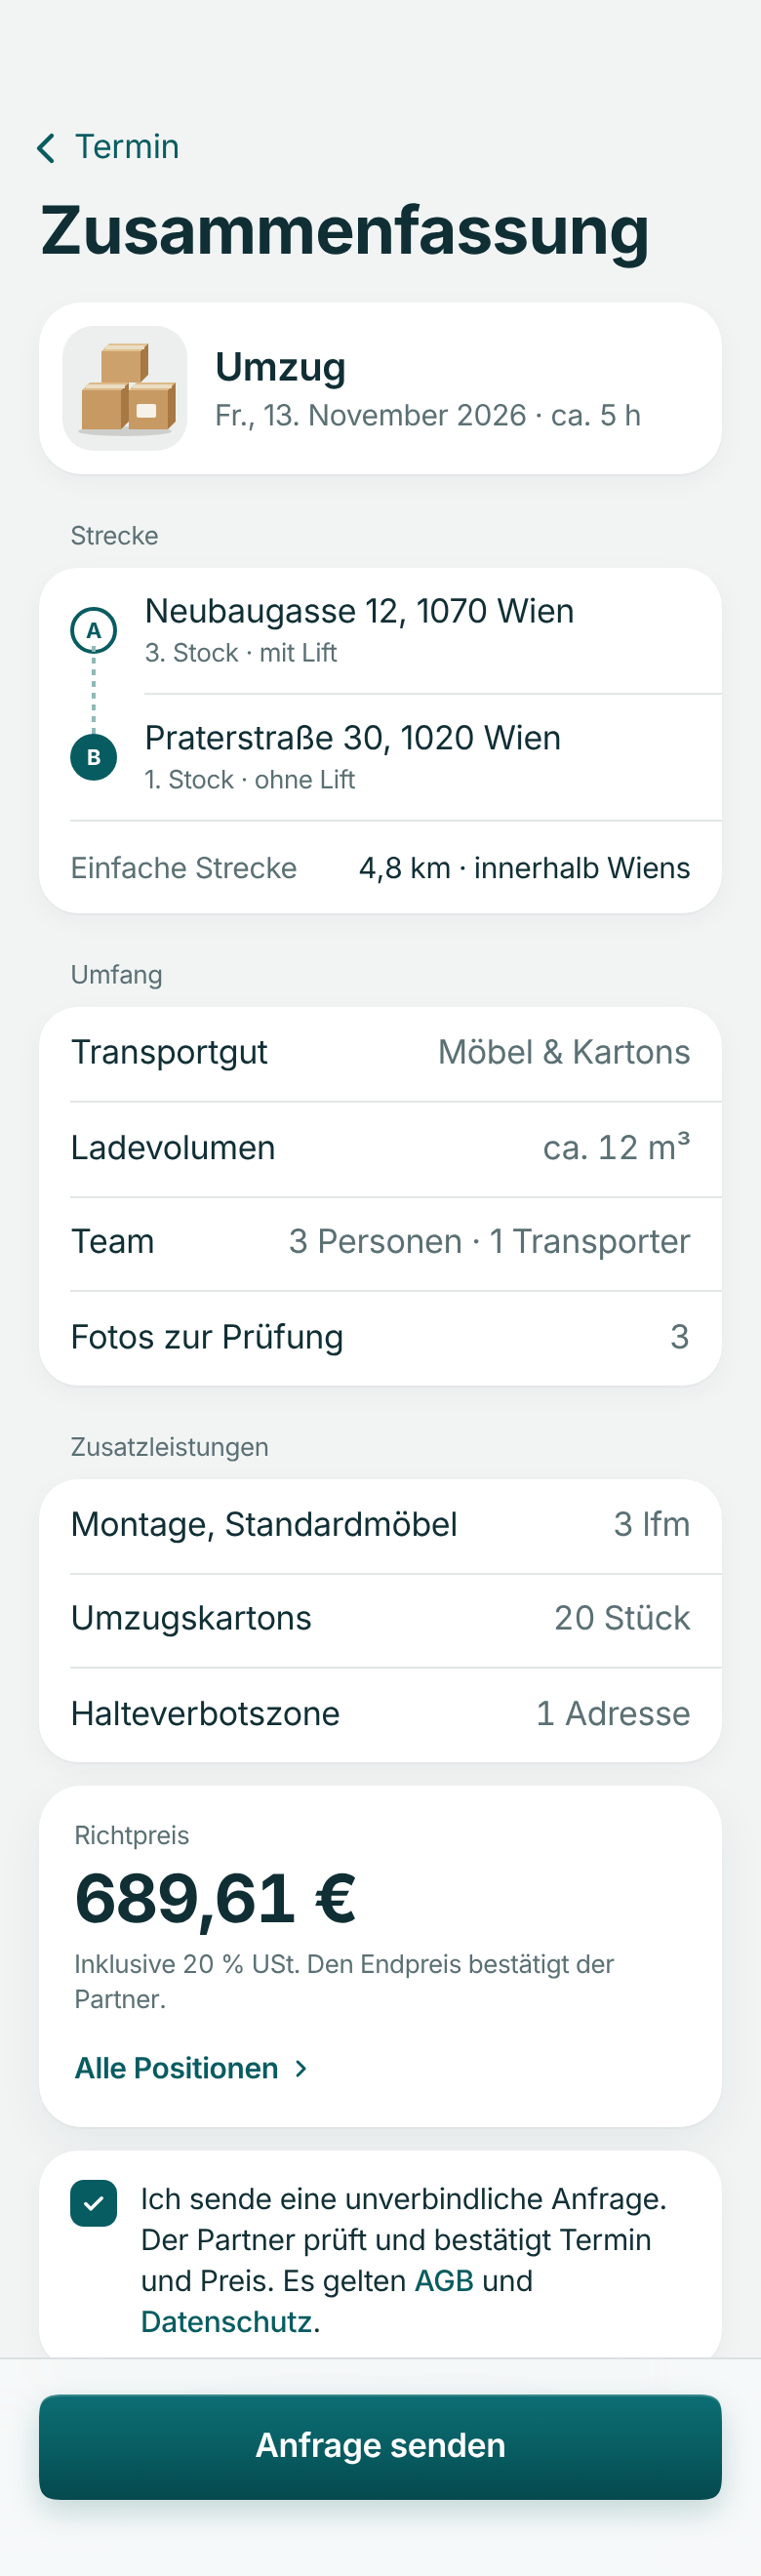 Termin
Zusammenfassung
Umzug
Fr., 13. November 2026 · ca. 5 h
Strecke
A
Neubaugasse 12, 1070 Wien
3. Stock · mit Lift
B
Praterstraße 30, 1020 Wien
1. Stock · ohne Lift
Einfache Strecke 4,8 km · innerhalb Wiens
Umfang
Transportgut Möbel & Kartons
Ladevolumen ca. 12 m³
Team 3 Personen · 1 Transporter
Fotos zur Prüfung 3
Zusatzleistungen
Montage, Standardmöbel 3 lfm
Umzugskartons 20 Stück
Halteverbotszone 1 Adresse
Richtpreis
689,61 €
Inklusive 20 % USt. Den Endpreis bestätigt der
Partner.
Alle Positionen
Ich sende eine unverbindliche Anfrage.
Der Partner prüft und bestätigt Termin
und Preis. Es gelten AGB und
Datenschutz.
Anfrage senden